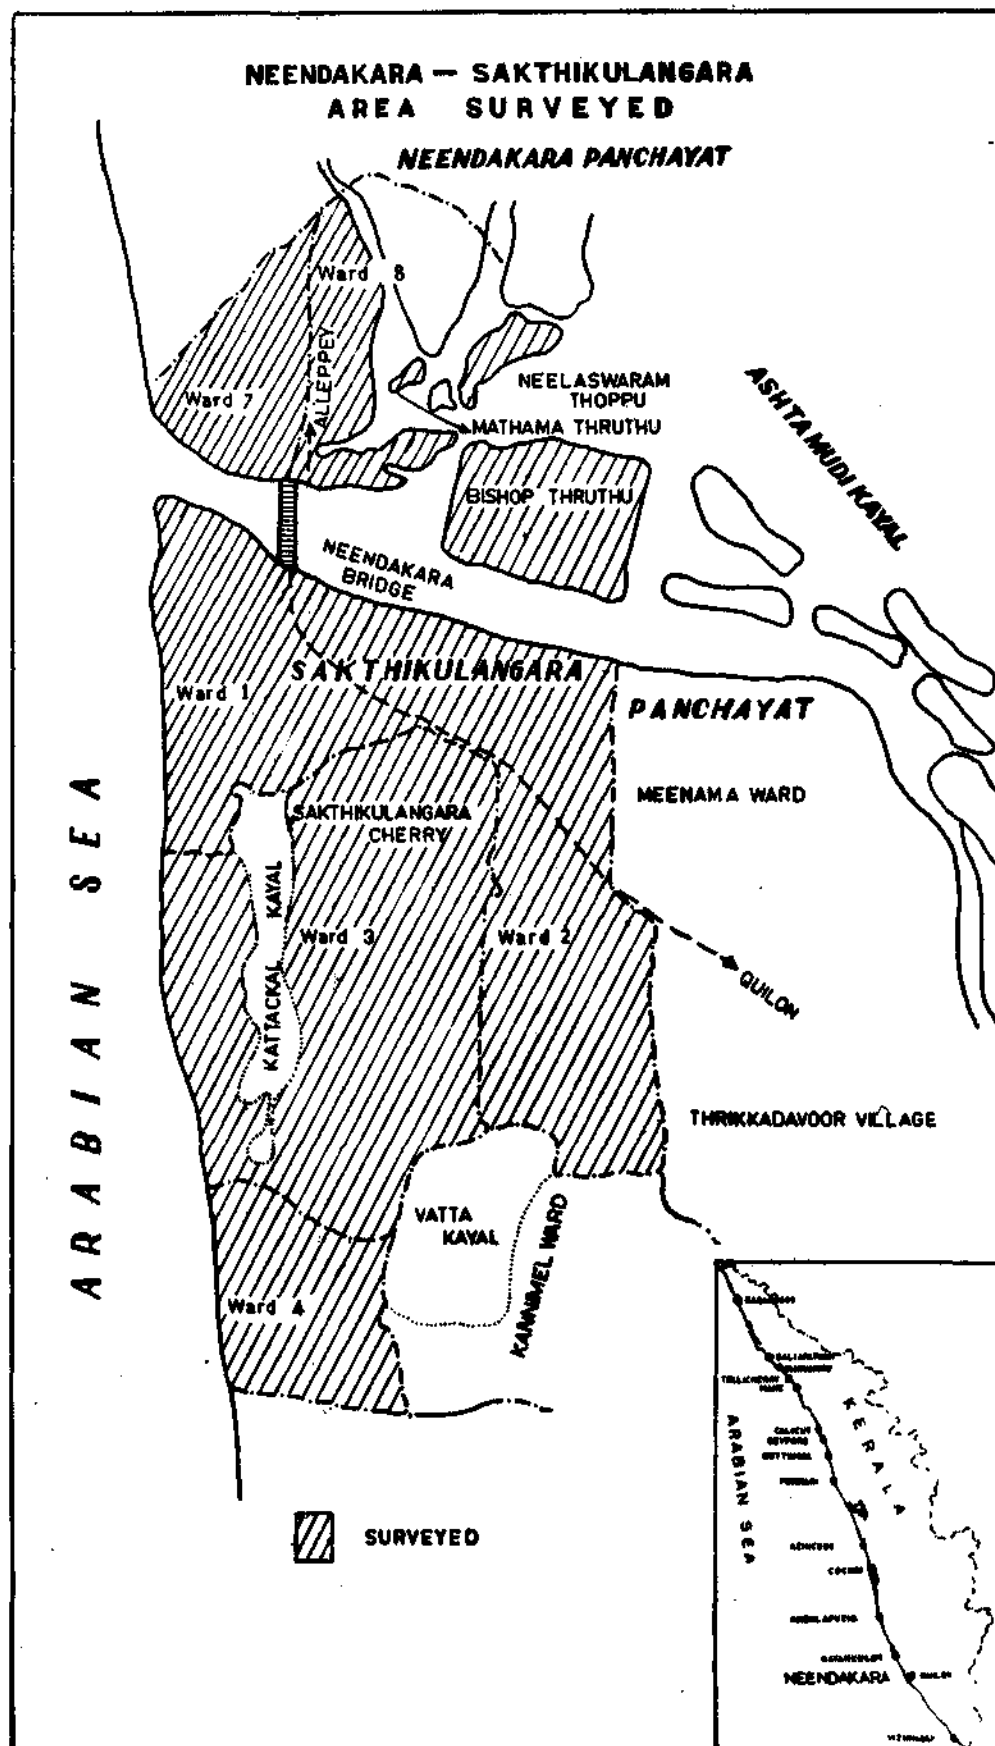 NEENDAKARA — SAKTHIKULANGARA
AREA SURVEYED
NEENDAKARA PANCHAYAT
Ward 8
ALLEPPEY
Ward 7
NEELASWARAM
THOPPU
MATHAMA THRUTHU
BISHOP THRUTHU
ASHTAMUDI KAYAL
NEENDAKARA
BRIDGE
SAKTHIKULANGARA
PANCHAYAT
Ward 1
MEENAMA WARD
SAKTHIKULANGARA
CHERRY
KATTACKAL KAYAL
Ward 3
Ward 2
QUILON
ARABIAN SEA
THRIKKADAVOOR VILLAGE
VATTA
KAYAL
KANNIMEL WARD
Ward 4
SURVEYED
TELLICHERRY
KERALA
ARABIAN SEA
COCHIN
NEENDAKARA